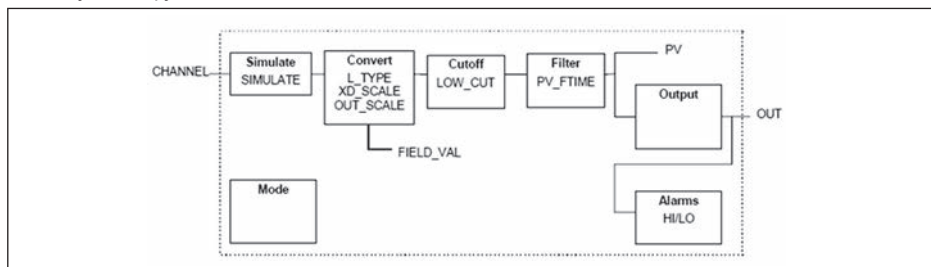 CHANNEL
Simulate
SIMULATE
Convert
L_TYPE
XD_SCALE
OUT_SCALE
FIELD_VAL
Cutoff
LOW_CUT
Filter
PV_FTIME
PV
Output
OUT
Mode
Alarms
HI/LO